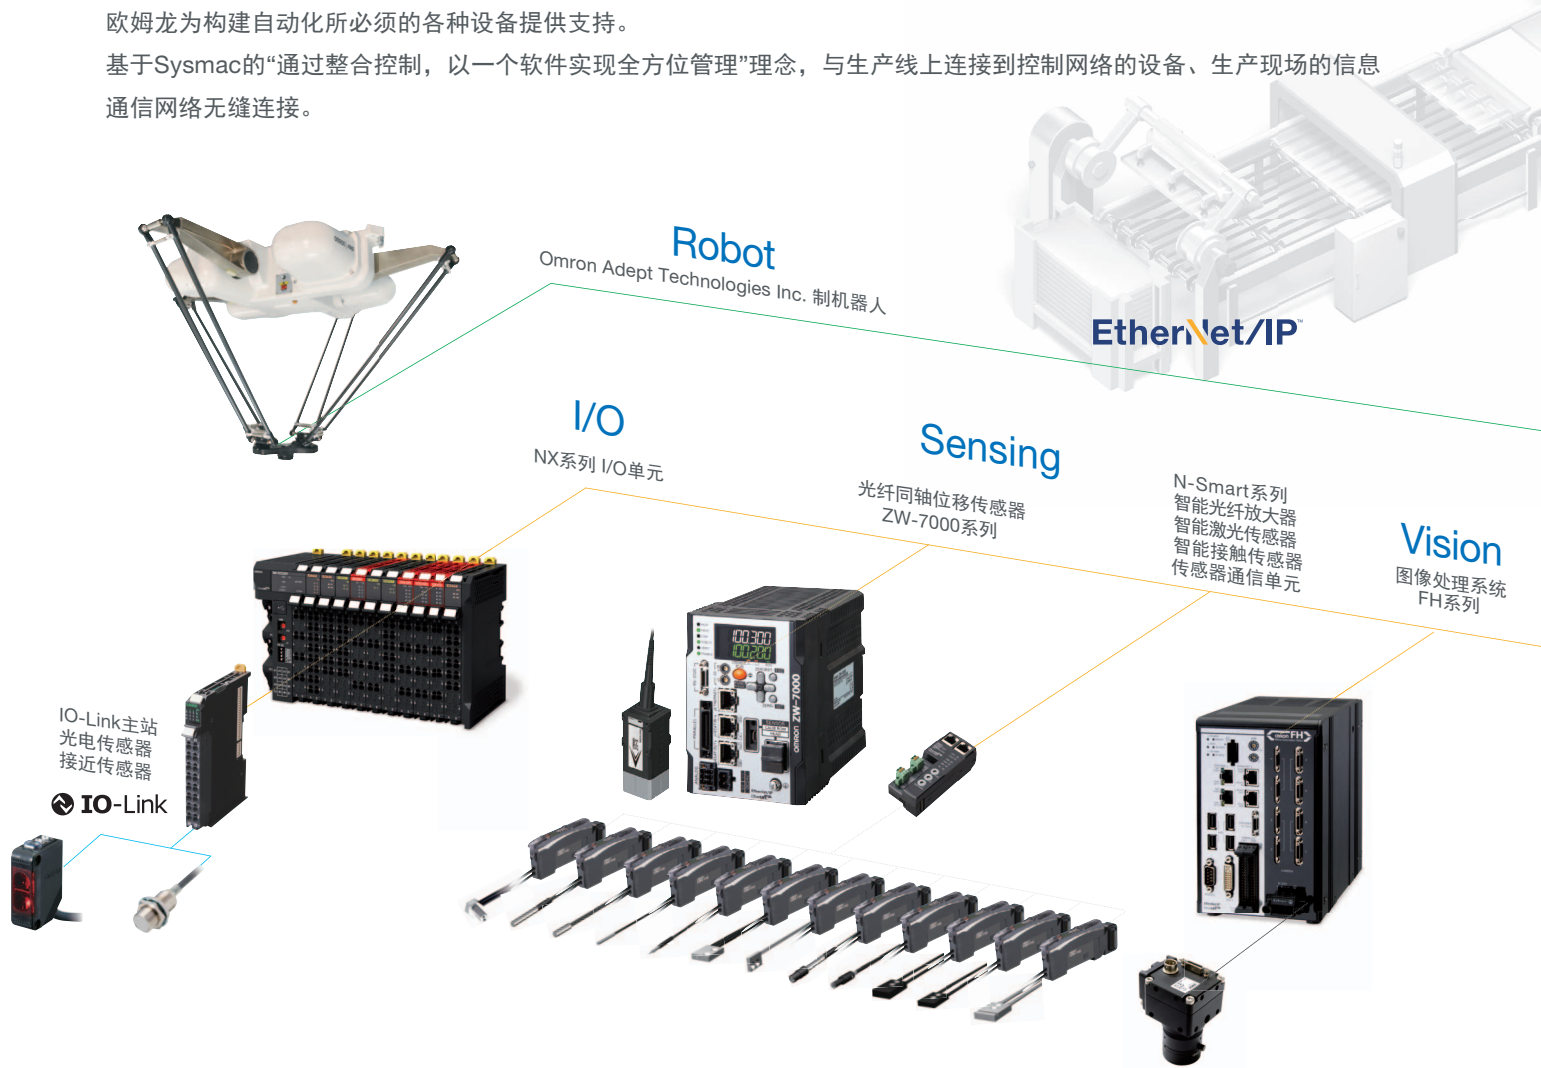 欧姆龙为构建自动化所必须的各种设备提供支持。
基于Sysmac的“通过整合控制，以一个软件实现全方位管理”理念，与生产线上连接到控制网络的设备、生产现场的信息
通信网络无缝连接。
Robot
Omron Adept Technologies Inc. 制机器人
EtherNet/IP™
I/O
NX系列 I/O单元
Sensing
光纤同轴位移传感器
ZW-7000系列
N-Smart系列
智能光纤放大器
智能激光传感器
智能接触传感器
传感器通信单元
Vision
图像处理系统
FH系列
IO-Link主站
光电传感器
接近传感器
IO-Link
100.300
100.200
omron ZW-7000
FH